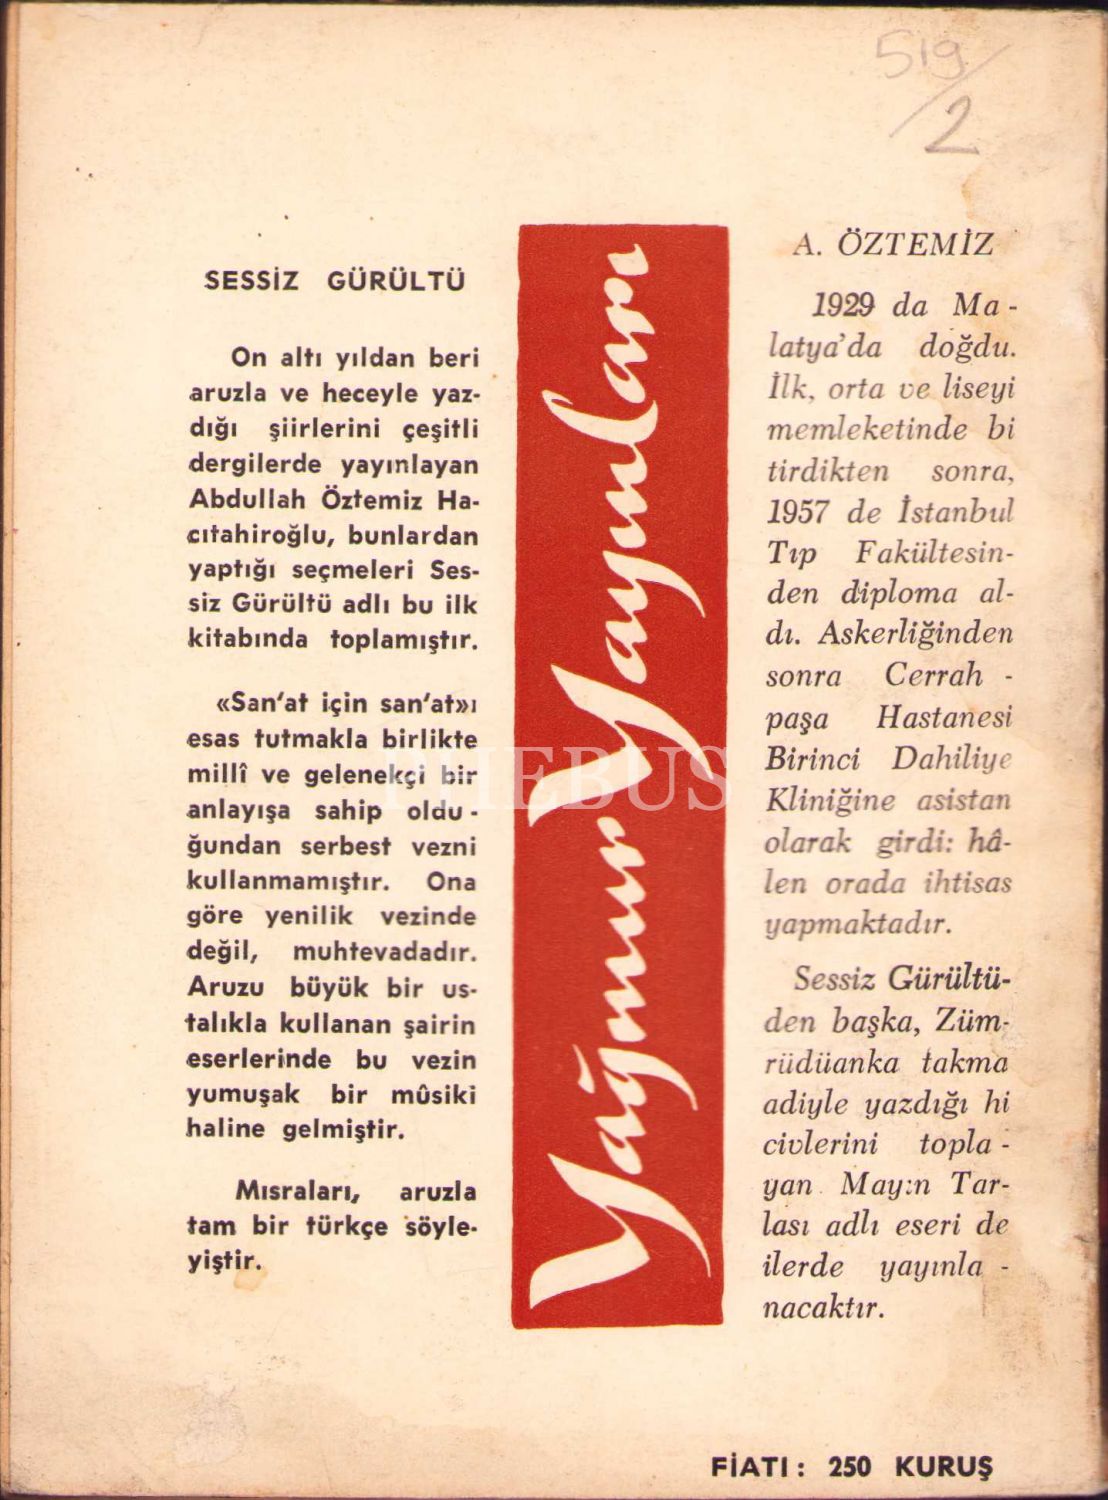 519/2
SESSİZ GÜRÜLTÜ
On altı yıldan beri
aruzla ve heceyle yaz-
dığı şiirlerini çeşitli
dergilerde yayınlayan
Abdullah Öztemiz Ha-
cıtahiroğlu, bunlardan
yaptığı seçmeleri Ses-
siz Gürültü adlı bu ilk
kitabında toplamıştır.
«San'at için san'at»ı
esas tutmakla birlikte
millî ve gelenekçi bir
anlayışa sahip oldu -
ğundan serbest vezni
kullanmamıştır. Ona
göre yenilik vezinde
değil, muhtevadadır.
Aruzu büyük bir us-
talıkla kullanan şairin
eserlerinde bu vezin
yumuşak bir mûsiki
haline gelmiştir.
Mısraları, aruzla
tam bir türkçe söyle-
yiştir.
Yağmur Yayınları
PHEBUS
A. ÖZTEMİZ
1929 da Ma -
latya'da doğdu.
İlk, orta ve liseyi
memleketinde bi
tirdikten sonra,
1957 de İstanbul
Tıp Fakültesin-
den diploma al-
dı. Askerliğinden
sonra Cerrah -
paşa Hastanesi
Birinci Dahiliye
Kliniğine asistan
olarak girdi: hâ-
len orada ihtisas
yapmaktadır.
Sessiz Gürültü-
den başka, Züm-
rüdüanka takma
adiyle yazdığı hi
civlerini topla -
yan Mayın Tar-
lası adlı eseri de
ilerde yayınla -
nacaktır.
FİATI : 250 KURUŞ